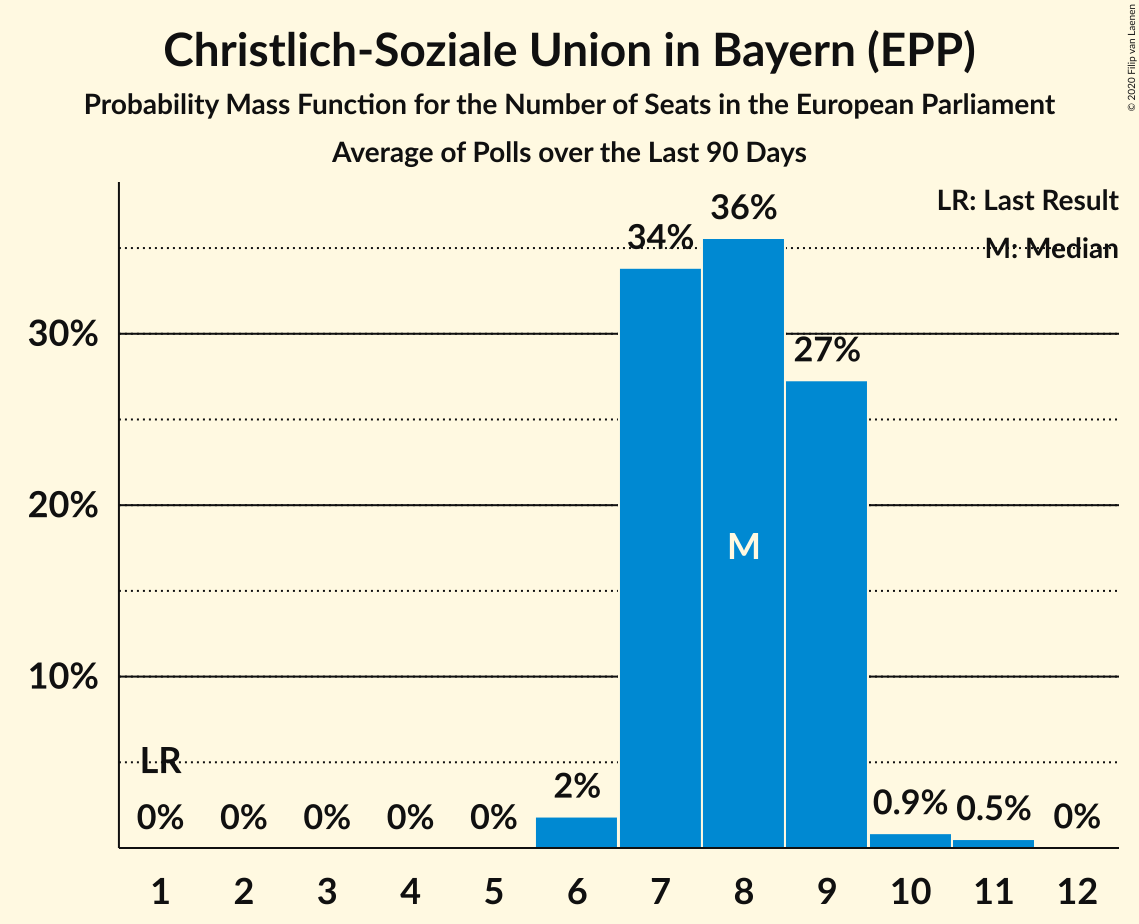 Christlich-Soziale Union in Bayern (EPP)
Probability Mass Function for the Number of Seats in the European Parliament
Average of Polls over the Last 90 Days
© 2020 Filip van Laenen
LR: Last Result
M: Median
30%
20%
10%
LR
0%
0%
0%
0%
0%
2%
34%
36%
27%
0.9%
0.5%
0%
M
1 2 3 4 5 6 7 8 9 10 11 12